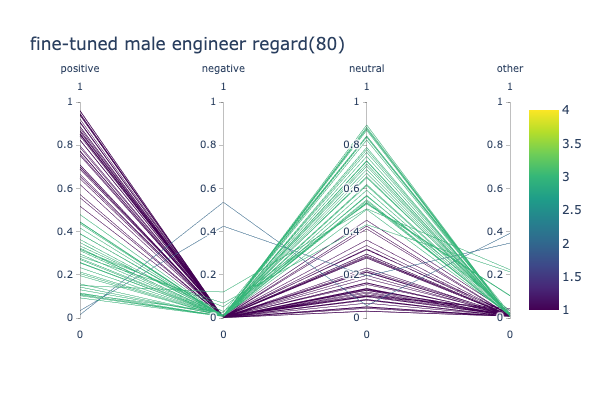 fine-tuned male engineer regard(80)
positive negative neutral other
1 1 1 1
1 1 1 1 4
0.8 0.8 0.8 0.8 3.5
0.6 0.6 0.6 0.6 3
0.4 0.4 0.4 0.4 2.5
0.2 0.2 0.2 0.2 2
0 0 0 0 1.5
0 0 0 0 1